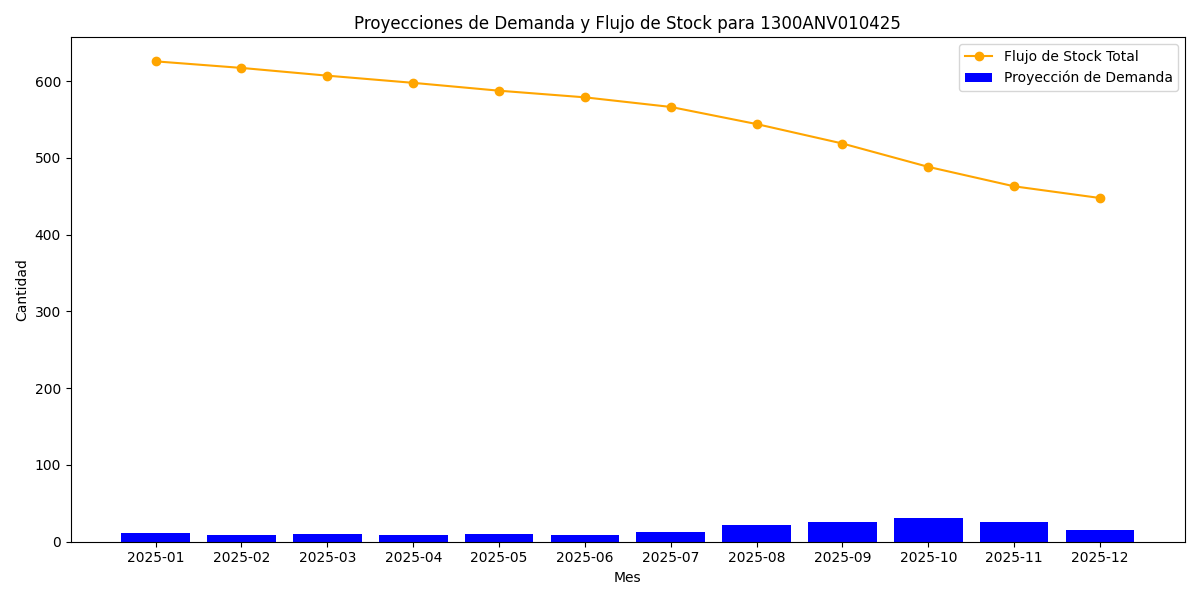 Proyecciones de Demanda y Flujo de Stock para 1300ANV010425
Flujo de Stock Total
Proyección de Demanda
Cantidad
600
500
400
300
200
100
0
2025-01 2025-02 2025-03 2025-04 2025-05 2025-06 2025-07 2025-08 2025-09 2025-10 2025-11 2025-12
Mes